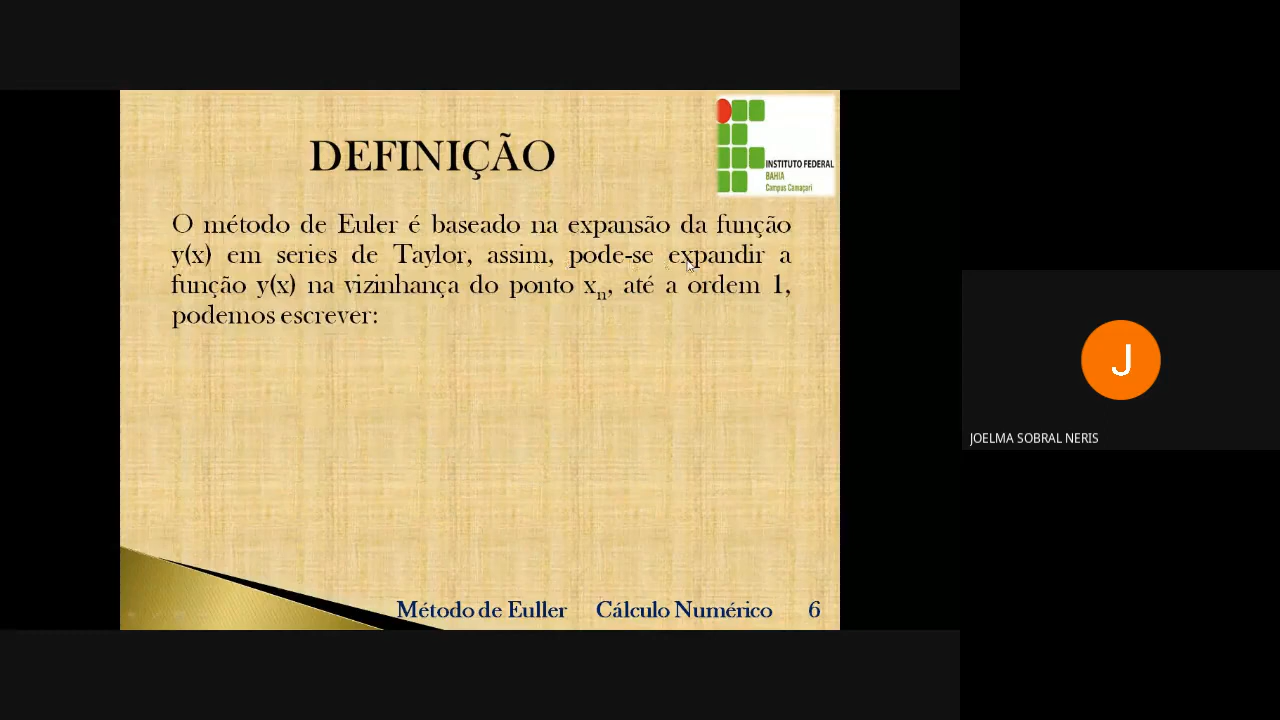 DEFINIÇÃO
INSTITUTO FEDERAL
BAHIA
Campus Camaçari
O método de Euler é baseado na expansão da função
y(x) em series de Taylor, assim, pode-se expandir a
função y(x) na vizinhança do ponto xₙ, até a ordem 1,
podemos escrever:
Método de Euller Cálculo Numérico 6
J
JOELMA SOBRAL NERIS